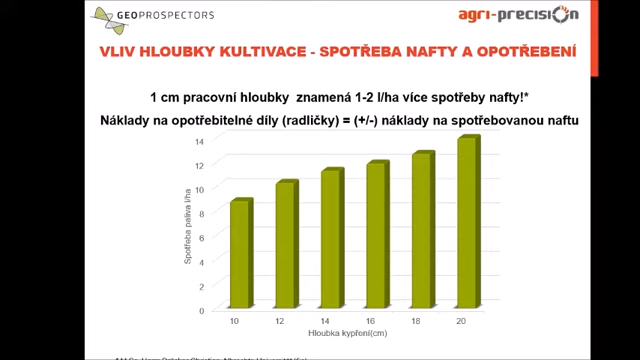 GEOPROSPECTORS
agri-precisiOn
VLIV HLOUBKY KULTIVACE - SPOTŘEBA NAFTY A OPOTŘEBENÍ
1 cm pracovní hloubky znamená 1-2 l/ha více spotřeby nafty!*
Náklady na opotřebitelné díly (radličky) = (+/-) náklady na spotřebovanou naftu
Spotřeba paliva l/ha
14
12
10
8
6
4
2
0
10 12 14 16 18 20
Hloubka kypření(cm)